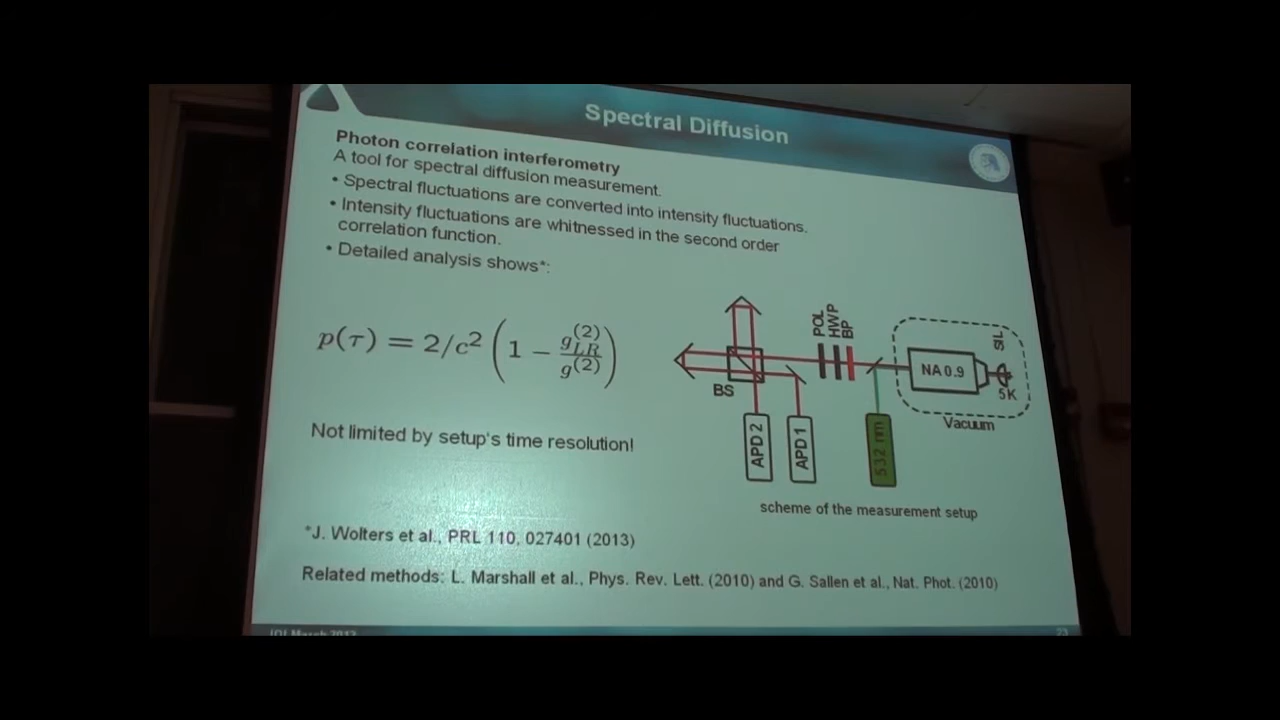 Spectral Diffusion
Photon correlation interferometry
A tool for spectral diffusion measurement.
• Spectral fluctuations are converted into intensity fluctuations.
• Intensity fluctuations are whitnessed in the second order
correlation function.
• Detailed analysis shows*:
p(τ) = 2/c² (1 − g_{LR}^{(2)}/g^{(2)})
Not limited by setup's time resolution!
POL
HWP
BP
SIL
NA 0.9
5K
Vacuum
BS
APD 2
APD 1
532 nm
scheme of the measurement setup
*J. Wolters et al., PRL 110, 027401 (2013)
Related methods: L. Marshall et al., Phys. Rev. Lett. (2010) and G. Sallen et al., Nat. Phot. (2010)
March 2013
23